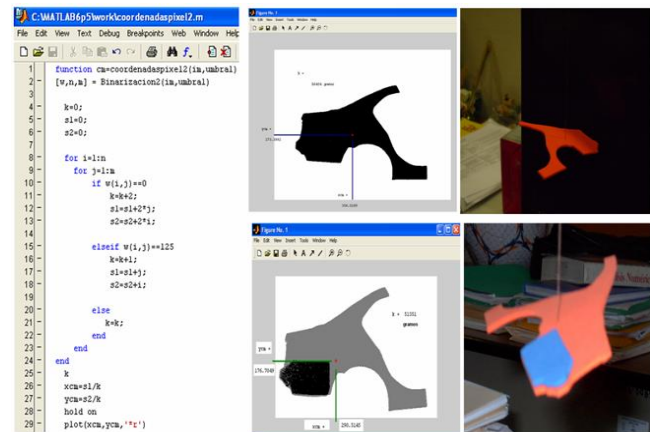 C:\MATLAB6p5\work\coordenadaspixel2.m
File Edit View Text Debug Breakpoints Web Window Help
1 function cm=coordenadaspixel2(im,umbral)
2 - [w,n,m] = Binarizacion2(im,umbral)
3
4 - k=0;
5 - s1=0;
6 - s2=0;
7
8 - for i=1:n
9 - for j=1:m
10 - if w(i,j)==0
11 - k=k+2;
12 - s1=s1+2*j;
13 - s2=s2+2*i;
14
15 - elseif w(i,j)==125
16 - k=k+1;
17 - s1=s1+j;
18 - s2=s2+i;
19
20 - else
21 - k=k;
22 - end
23 - end
24 - end
25 - k
26 - xcm=s1/k
27 - ycm=s2/k
28 - hold on
29 - plot(xcm,ycm,'*r')
Figure No. 1
File Edit View Insert Tools Window Help
k =
ycm =
xcm =
Figure No. 1
File Edit View Insert Tools Window Help
k = 51351
gramos
ycm =
176.7049
xcm = 290.3148